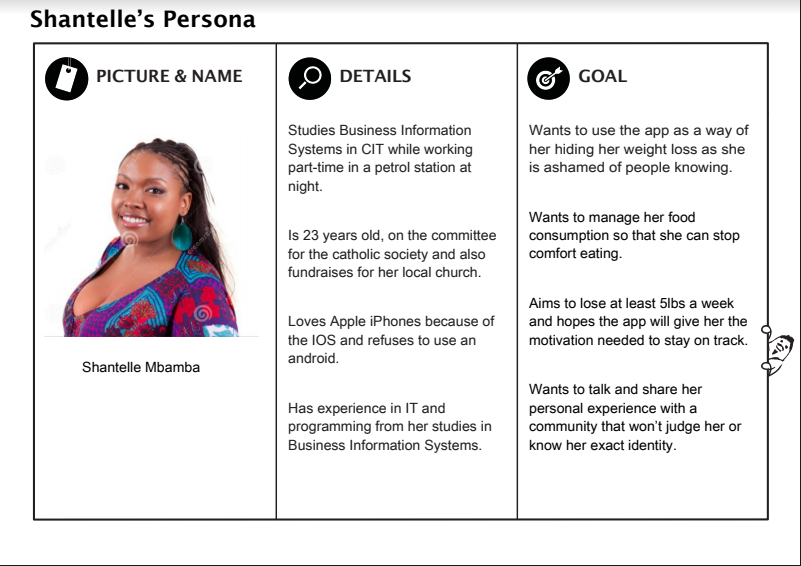 Shantelle's Persona
PICTURE & NAME
Shantelle Mbamba
DETAILS
Studies Business Information
Systems in CIT while working
part-time in a petrol station at
night.
Is 23 years old, on the committee
for the catholic society and also
fundraises for her local church.
Loves Apple iPhones because of
the IOS and refuses to use an
android.
Has experience in IT and
programming from her studies in
Business Information Systems.
GOAL
Wants to use the app as a way of
her hiding her weight loss as she
is ashamed of people knowing.
Wants to manage her food
consumption so that she can stop
comfort eating.
Aims to lose at least 5lbs a week
and hopes the app will give her the
motivation needed to stay on track.
Wants to talk and share her
personal experience with a
community that won't judge her or
know her exact identity.